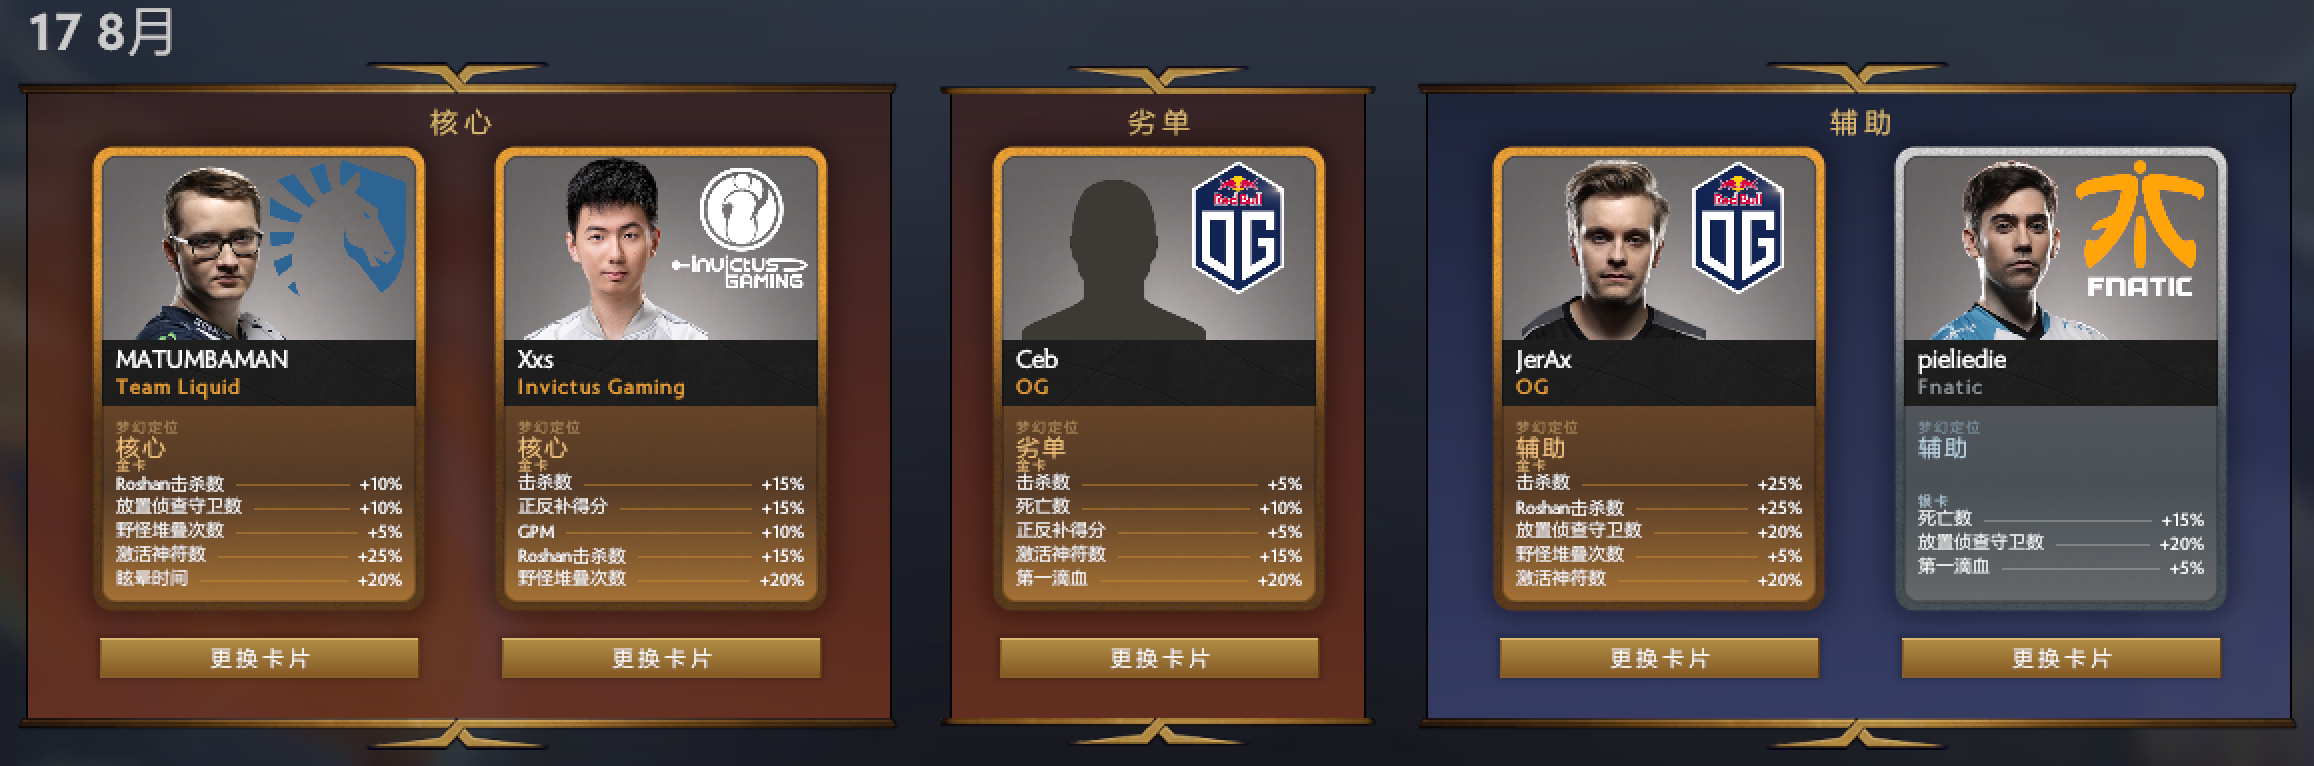 17 8月
核心
MATUMBAMAN
Team Liquid
梦幻定位
核心
金卡
Roshan击杀数 +10%
放置侦查守卫数 +10%
野怪堆叠次数 +5%
激活神符数 +25%
眩晕时间 +20%
更换卡片
invictus
GAMING
Xxs
Invictus Gaming
梦幻定位
核心
金卡
击杀数 +15%
正反补得分 +15%
GPM +10%
Roshan击杀数 +15%
野怪堆叠次数 +20%
更换卡片
劣单
Red Bull
OG
Ceb
OG
梦幻定位
劣单
金卡
击杀数 +5%
死亡数 +10%
正反补得分 +5%
激活神符数 +15%
第一滴血 +20%
更换卡片
辅助
Red Bull
OG
JerAx
OG
梦幻定位
辅助
金卡
击杀数 +25%
Roshan击杀数 +25%
放置侦查守卫数 +20%
野怪堆叠次数 +5%
激活神符数 +20%
更换卡片
FNATIC
pieliedie
Fnatic
梦幻定位
辅助
银卡
死亡数 +15%
放置侦查守卫数 +20%
第一滴血 +5%
更换卡片